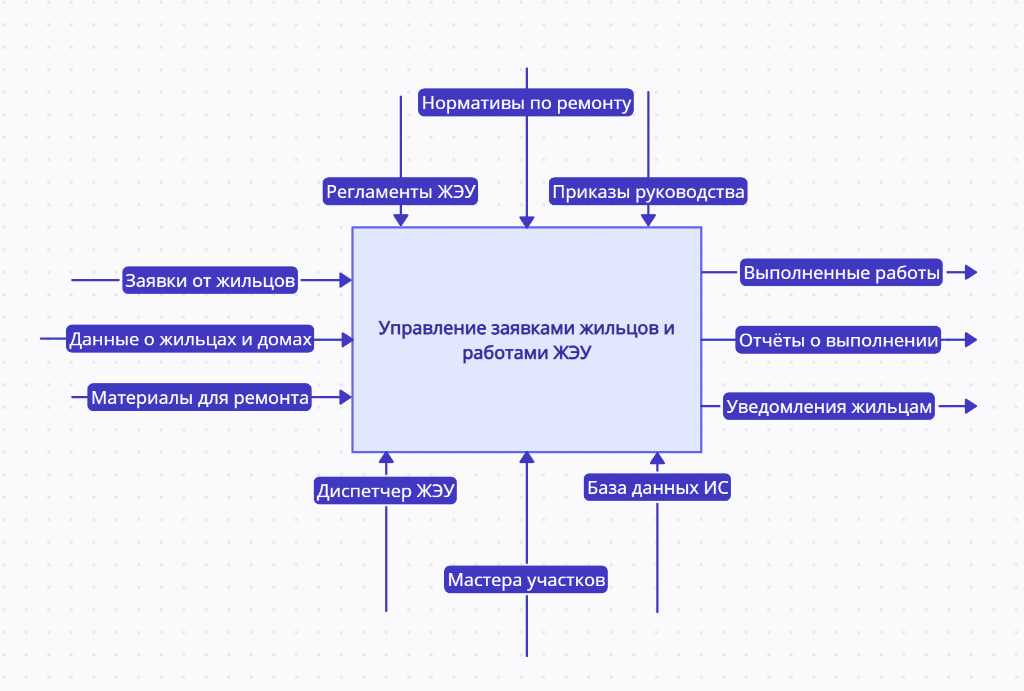 Нормативы по ремонту
Регламенты ЖЭУ
Приказы руководства
Заявки от жильцов
Данные о жильцах и домах
Материалы для ремонта
Управление заявками жильцов и
работами ЖЭУ
Выполненные работы
Отчёты о выполнении
Уведомления жильцам
Диспетчер ЖЭУ
База данных ИС
Мастера участков